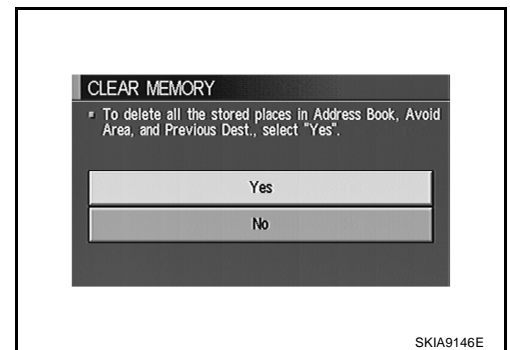 CLEAR MEMORY
▪ To delete all the stored places in Address Book, Avoid
Area, and Previous Dest., select "Yes".
Yes
No
SKIA9146E